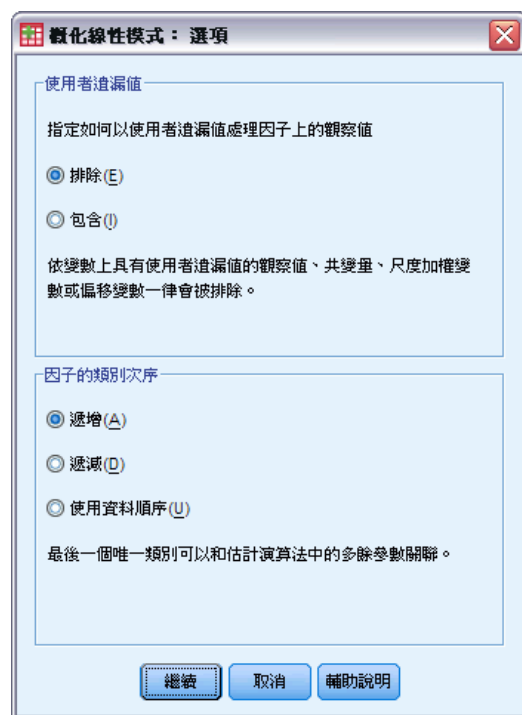 概化線性模式： 選項
使用者遺漏值
指定如何以使用者遺漏值處理因子上的觀察值
排除(E)
包含(I)
依變數上具有使用者遺漏值的觀察值、共變量、尺度加權變
數或偏移變數一律會被排除。
因子的類別次序
遞增(A)
遞減(D)
使用資料順序(U)
最後一個唯一類別可以和估計演算法中的多餘參數關聯。
繼續
取消
輔助說明